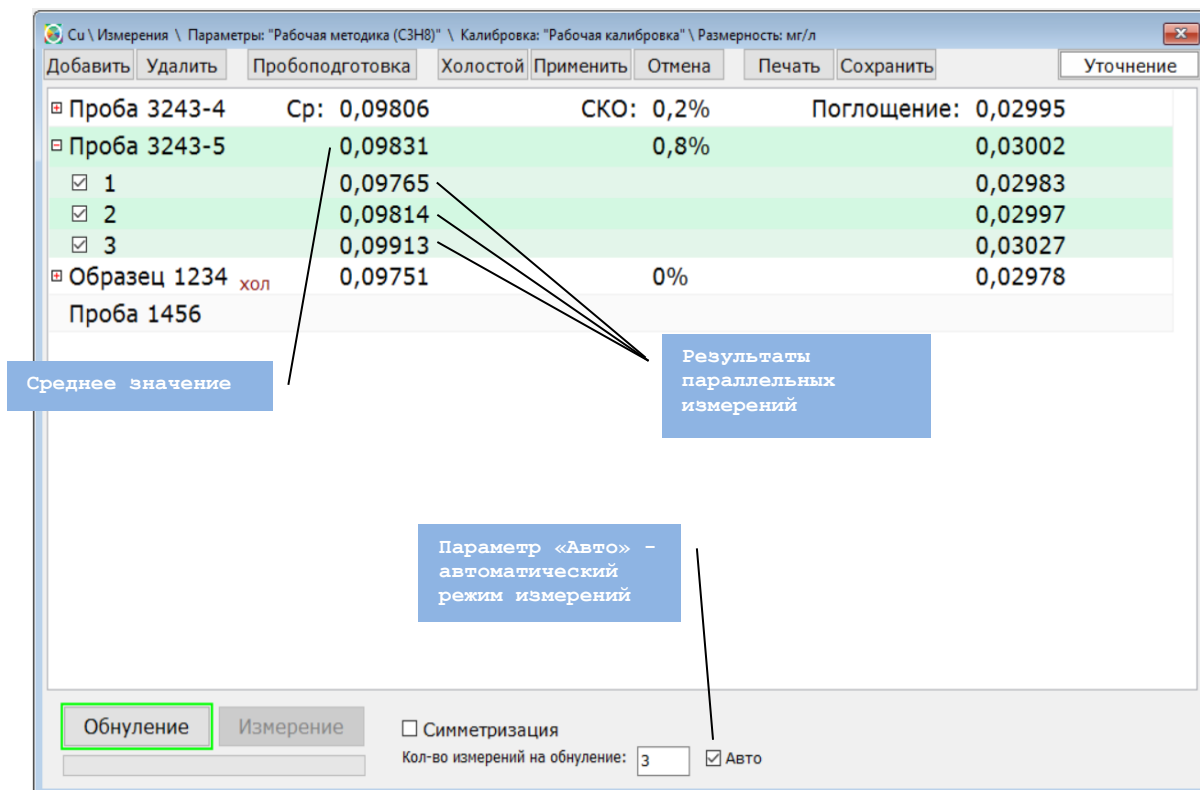 Cu \ Измерения \ Параметры: "Рабочая методика (C3H8)" \ Калибровка: "Рабочая калибровка" \ Размерность: мг/л
Добавить Удалить Пробоподготовка Холостой Применить Отмена Печать Сохранить Уточнение
Проба 3243-4 Ср: 0,09806 СКО: 0,2% Поглощение: 0,02995
Проба 3243-5 0,09831 0,8% 0,03002
1 0,09765 0,02983
2 0,09814 0,02997
3 0,09913 0,03027
Образец 1234 хол 0,09751 0% 0,02978
Проба 1456
Среднее значение
Результаты
параллельных
измерений
Параметр «Авто» -
автоматический
режим измерений
Обнуление Измерение
Симметризация
Кол-во измерений на обнуление: 3 Авто